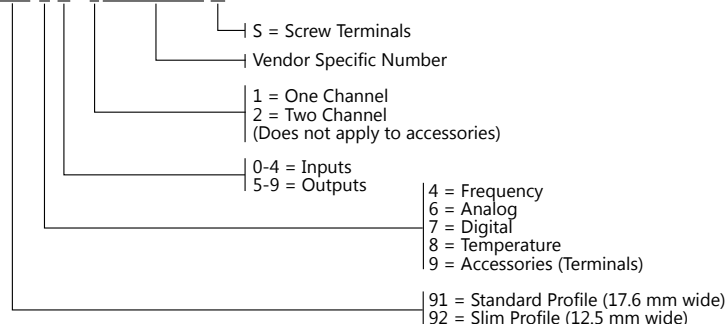 S = Screw Terminals
Vendor Specific Number
1 = One Channel
2 = Two Channel
(Does not apply to accessories)
0-4 = Inputs
5-9 = Outputs
4 = Frequency
6 = Analog
7 = Digital
8 = Temperature
9 = Accessories (Terminals)
91 = Standard Profile (17.6 mm wide)
92 = Slim Profile (12.5 mm wide)